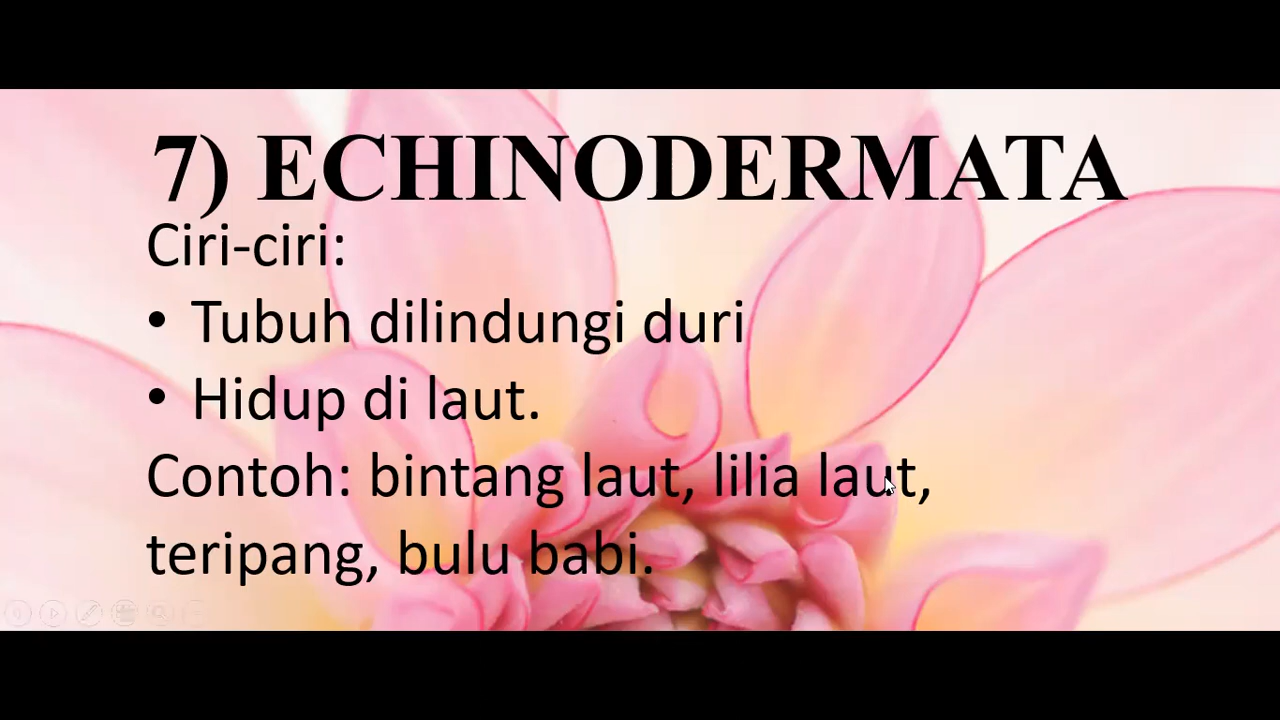 7) ECHINODERMATA
Ciri-ciri:
• Tubuh dilindungi duri
• Hidup di laut.
Contoh: bintang laut, lilia laut,
teripang, bulu babi.